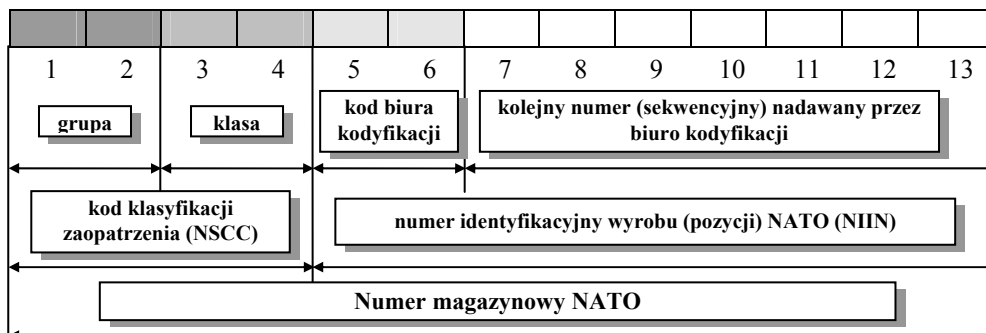 1 2 3 4 5 6 7 8 9 10 11 12 13
grupa
klasa
kod biura
kodyfikacji
kolejny numer (sekwencyjny) nadawany przez
biuro kodyfikacji
kod klasyfikacji
zaopatrzenia (NSCC)
numer identyfikacyjny wyrobu (pozycji) NATO (NIIN)
Numer magazynowy NATO